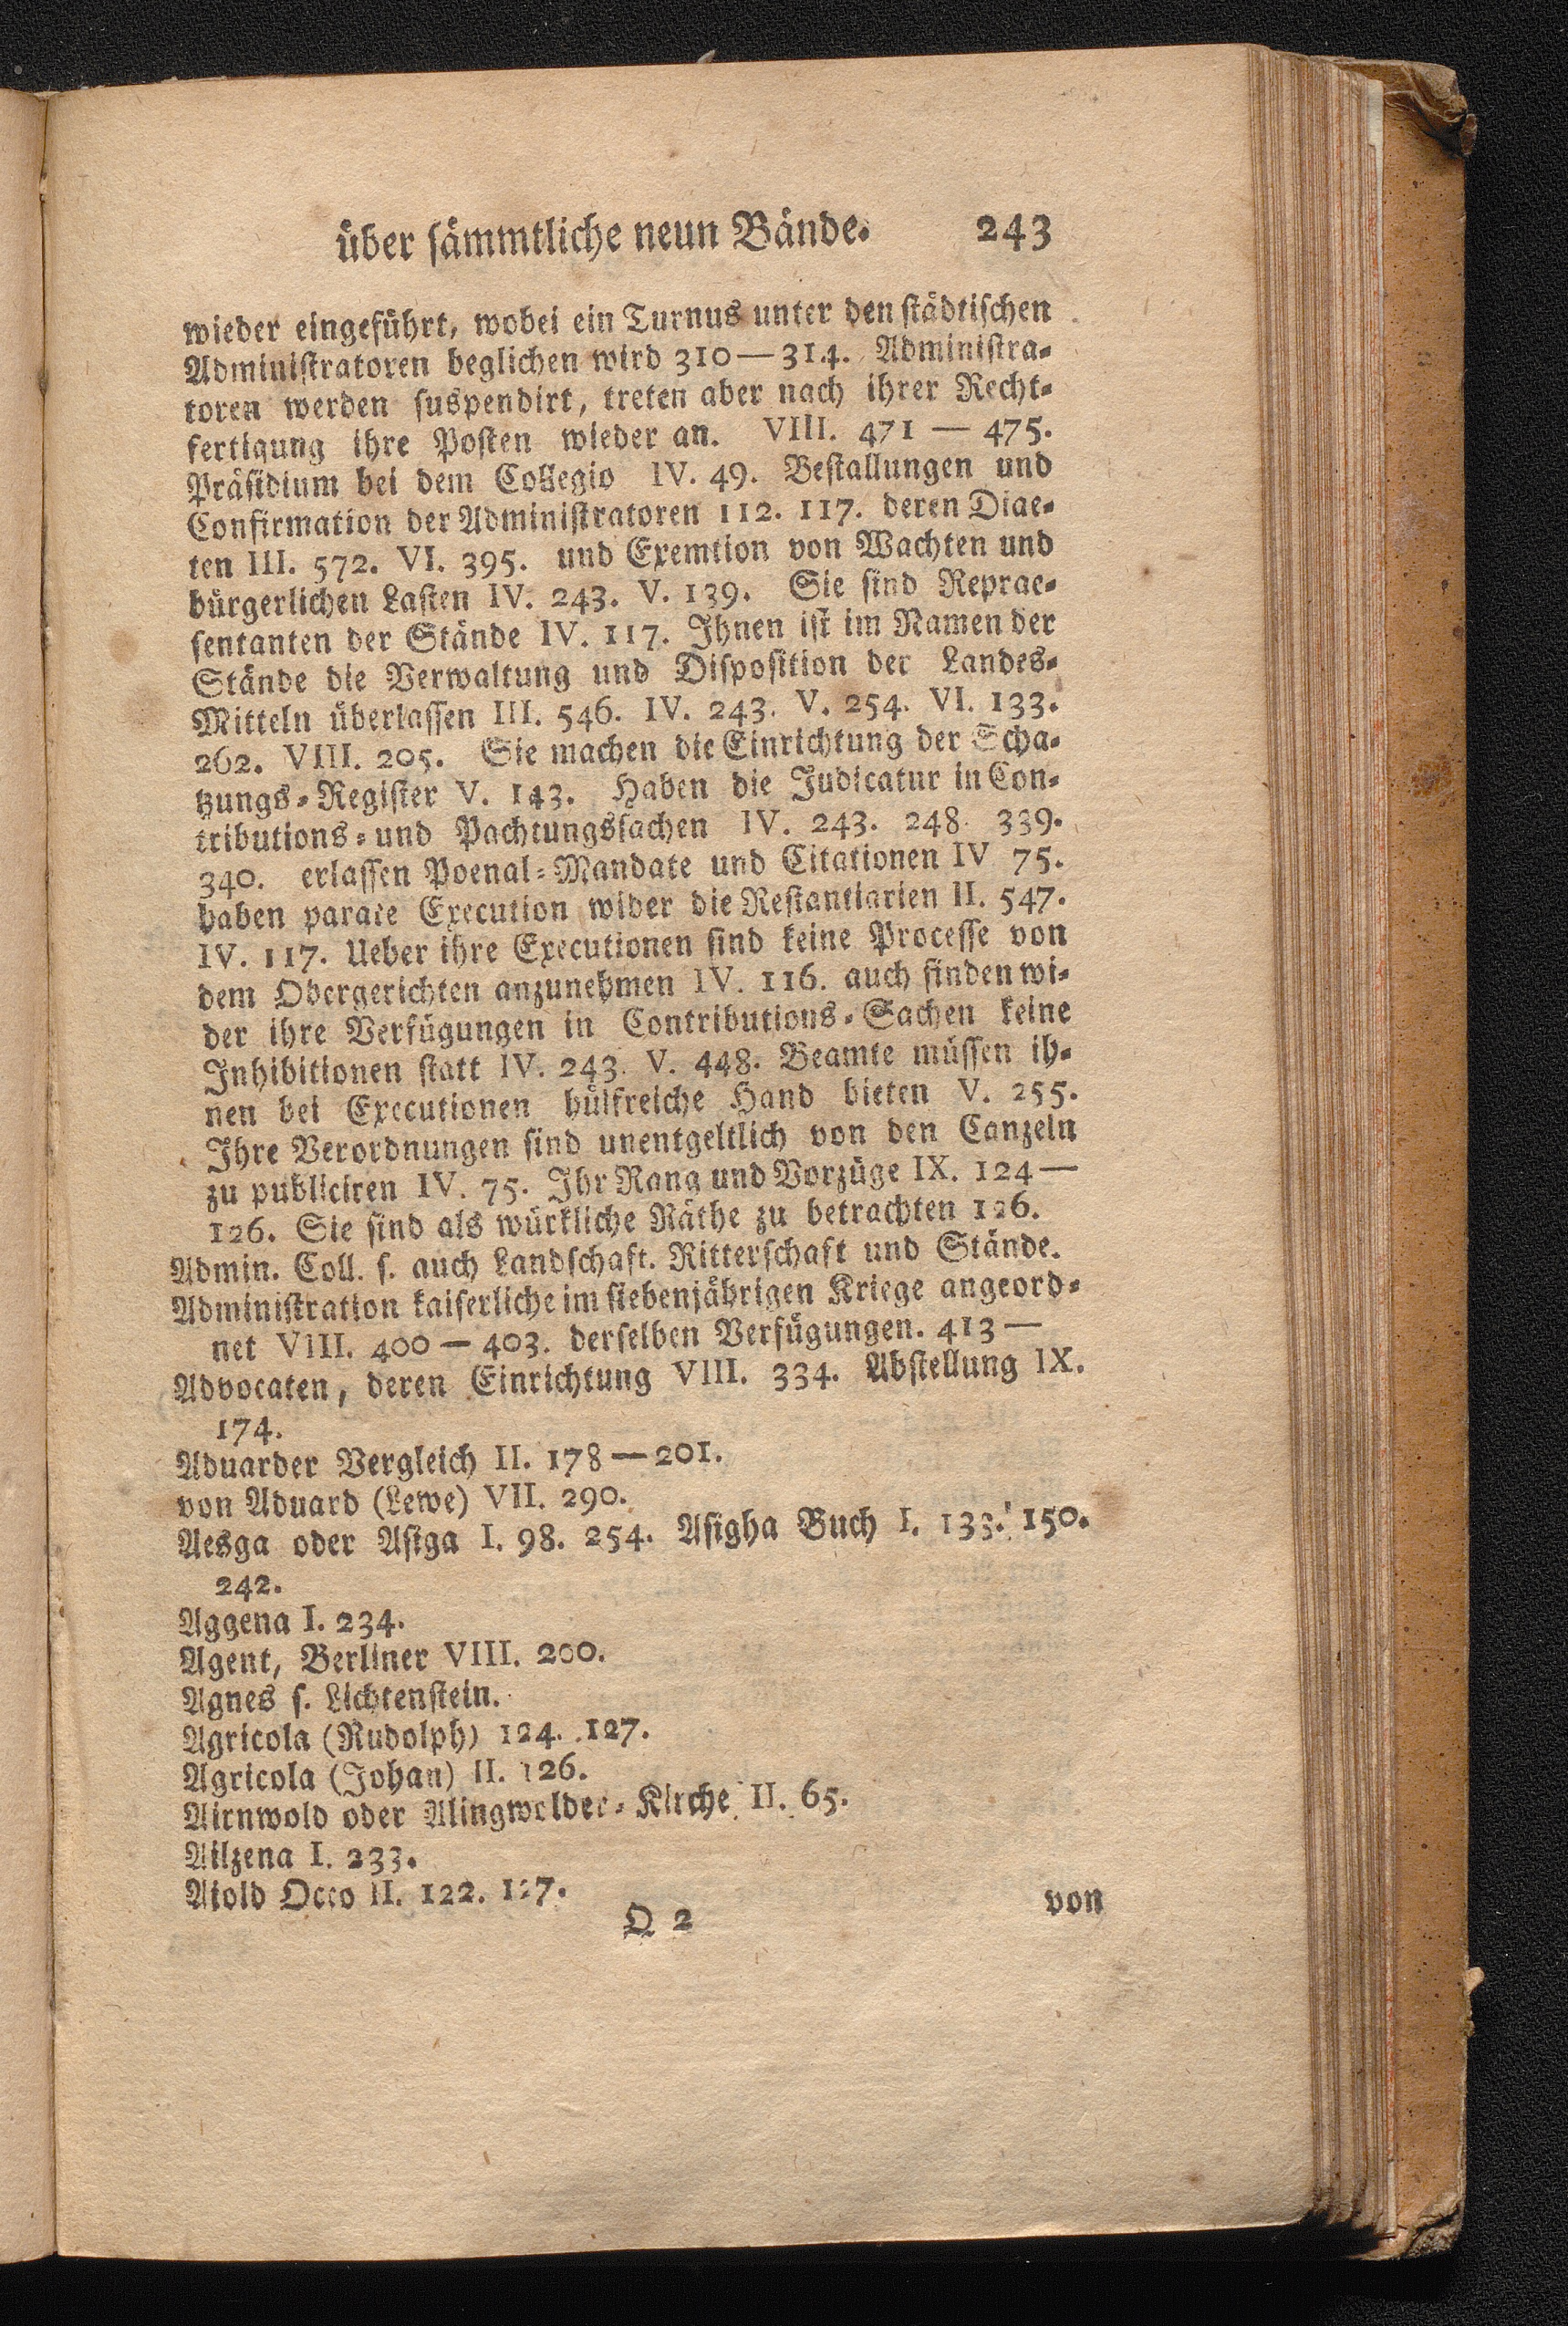 über ſämmtliche neun Bände. 243
wieder eingeführt, wobei ein Turnus unter den ſtädtiſchen
Adminiſtratoren beglichen wird 310—314. Adminiſtra⸗
toren werden ſuspendirt, treten aber nach ihrer Recht⸗
fertigung ihre Poſten wieder an. VIII. 471 — 475.
Präſidium bei dem Collegio IV. 49. Beſtallungen und
Confirmation der Adminiſtratoren 112. 117. deren Diae⸗
ten III. 572. VI. 395. und Exemtion von Wachten und
bürgerlichen Laſten IV. 243. V. 139. Sie ſind Reprae⸗
ſentanten der Stände IV. 117. Ihnen iſt im Namen der
Stände die Verwaltung und Diſpoſition der Landes⸗
Mitteln überlaſſen III. 546. IV. 243. V. 254. VI. 133.
262. VIII. 205. Sie machen die Einrichtung der Scha⸗
tzungs⸗Regiſter V. 143. Haben die Judicatur in Con⸗
tributions⸗und Pachtungsſachen IV. 243. 248. 339.
340. erlaſſen Poenal⸗Mandate und Citationen IV 75.
haben parate Execution wider die Reſtantiarien II. 547.
IV. 117. Ueber ihre Executionen ſind keine Proceſſe von
dem Obergerichten anzunehmen IV. 116. auch finden wi⸗
der ihre Verfügungen in Contributions⸗Sachen keine
Inhibitionen ſtatt IV. 243. V. 448. Beamte müſſen ih⸗
nen bei Executionen hülfreiche Hand bieten V. 255.
Ihre Verordnungen ſind unentgeltlich von den Canzeln
zu publiciren IV. 75. Ihr Rang und Vorzüge IX. 124—
126. Sie ſind als würkliche Räthe zu betrachten 126.
Admin. Coll. ſ. auch Landſchaft. Ritterſchaft und Stände.
Adminiſtration kaiſerliche im ſiebenjährigen Kriege angeord⸗
net VIII. 400 — 403. derſelben Verfügungen. 413 —
Advocaten, deren Einrichtung VIII. 334. Abſtellung IX.
174.
Aduarder Vergleich II. 178—201.
von Aduard (Lewe) VII. 290.
Aesga oder Aſiga I. 98. 254. Aſigha Buch I. 133. 150.
242.
Aggena I. 234.
Agent, Berliner VIII. 200.
Agnes ſ. Lichtenſtein.
Agricola (Rudolph) 124. 127.
Agricola (Johan) II. 126.
Airnwold oder Alingwolder⸗Kirche II. 65.
Ailzena I. 233.
Aiold Occo II. 122. 127.
Q 2 von